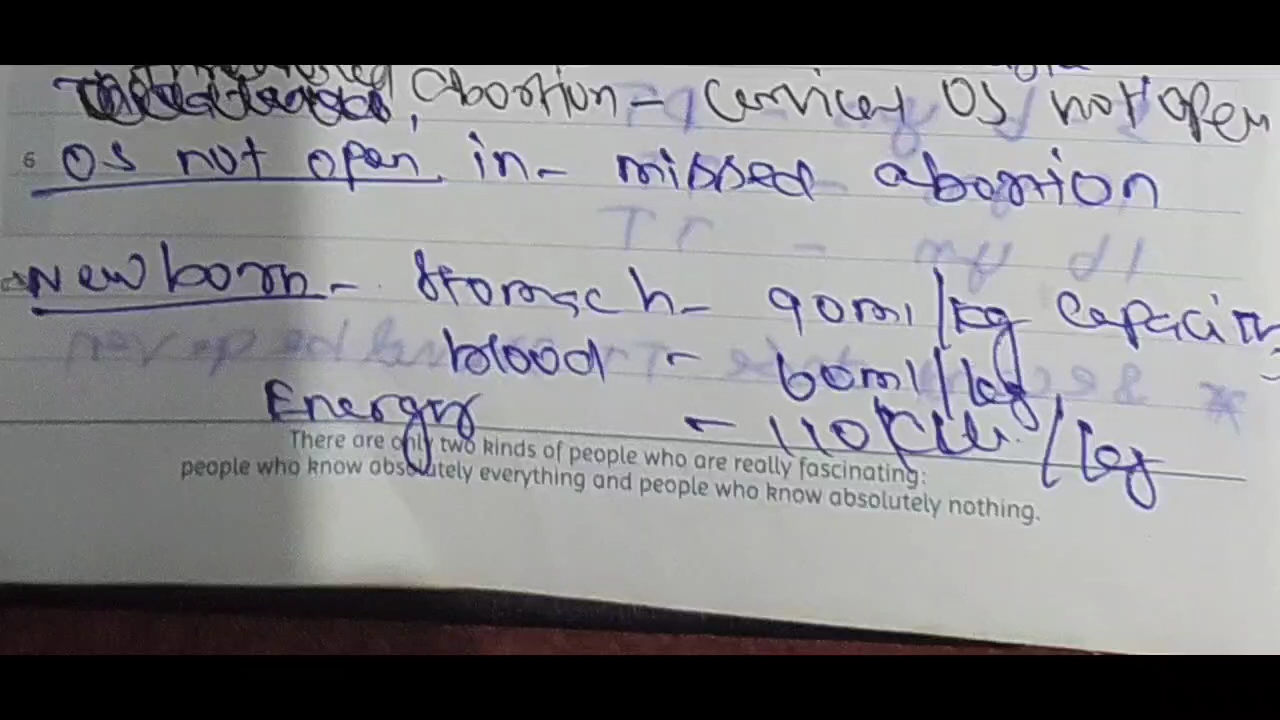 abortion - cervical os not open
6 os not open in - missed abortion
Newborn - stomach - 90ml/kg capacity
blood - 60ml/kg
Energy - 110 /kg
There are only two kinds of people who are really fascinating:
people who know absolutely everything and people who know absolutely nothing.